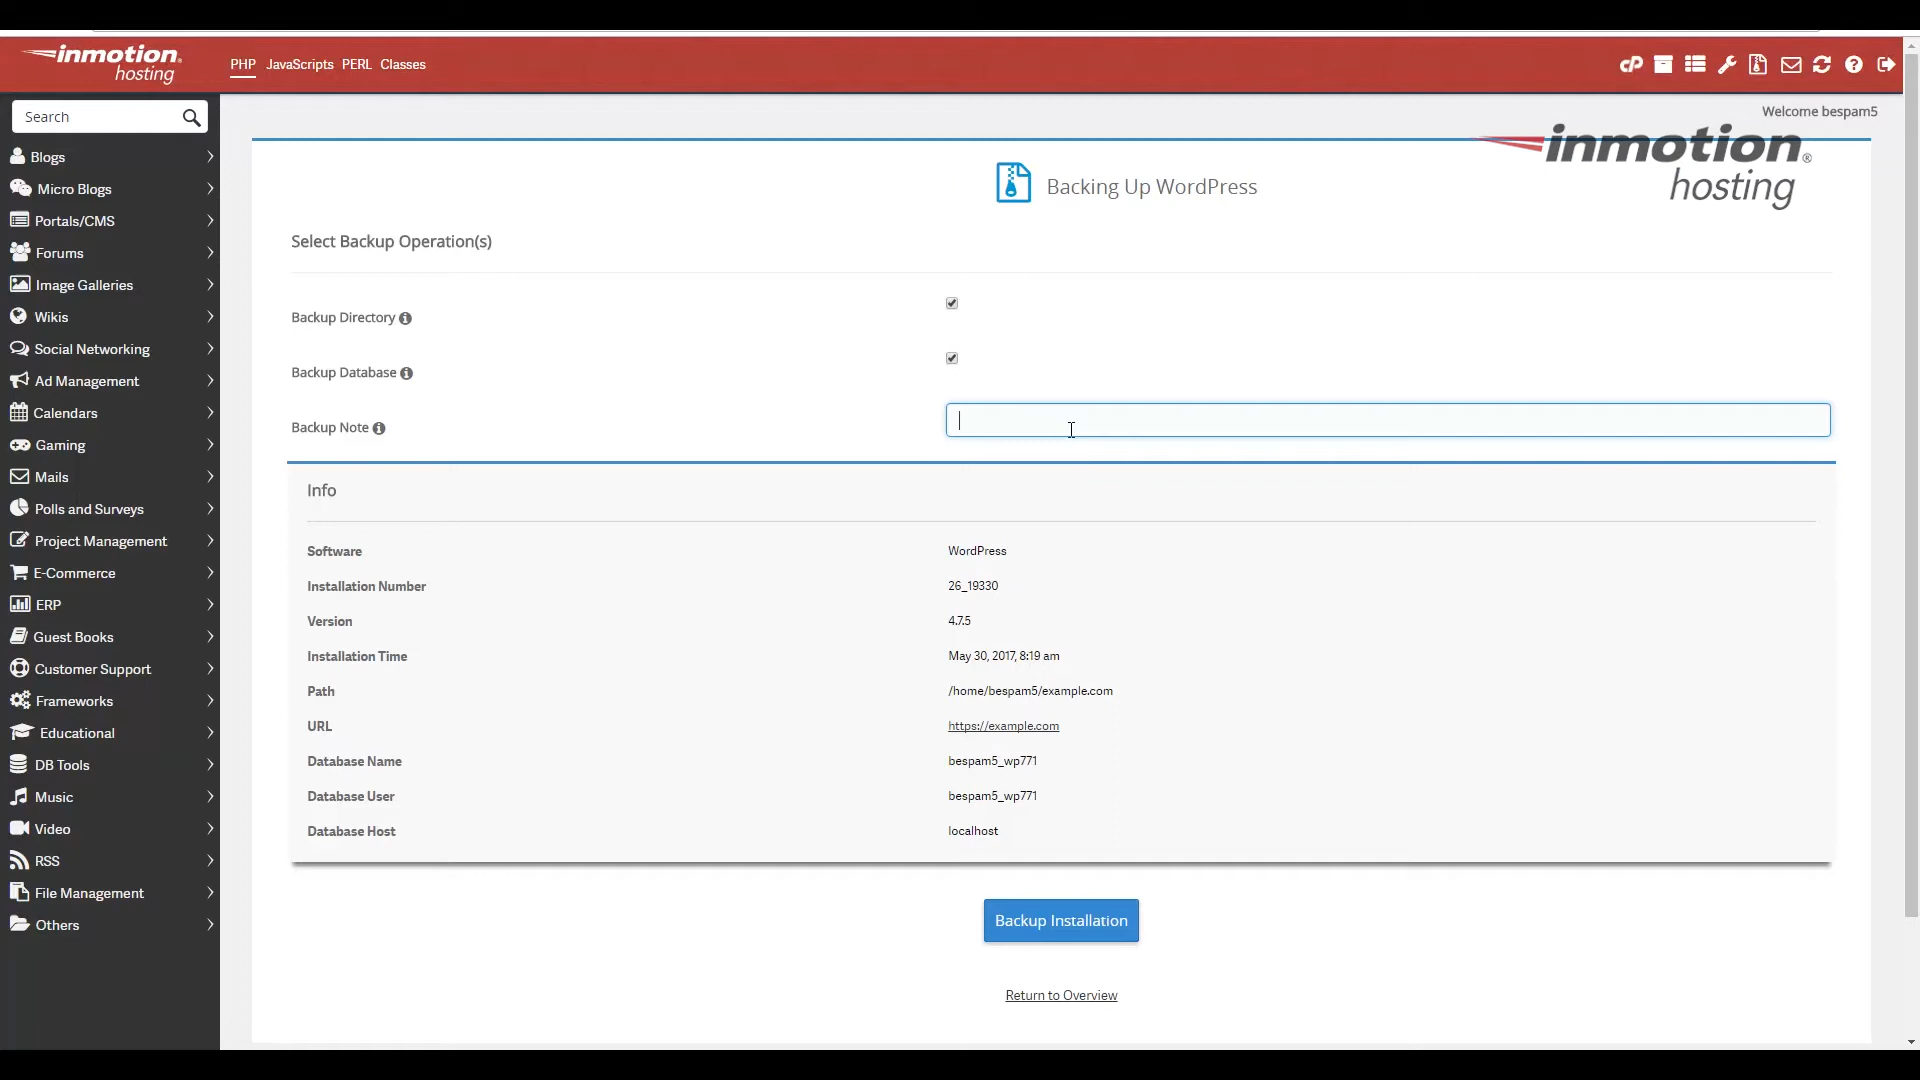 inmotion
hosting
PHP JavaScripts PERL Classes
cP
Search
Welcome bespam5
inmotion®
hosting
Blogs
Micro Blogs
Portals/CMS
Forums
Image Galleries
Wikis
Social Networking
Ad Management
Calendars
Gaming
Mails
Polls and Surveys
Project Management
E-Commerce
ERP
Guest Books
Customer Support
Frameworks
Educational
DB Tools
Music
Video
RSS
File Management
Others
Backing Up WordPress
Select Backup Operation(s)
Backup Directory
Backup Database
Backup Note
Info
Software WordPress
Installation Number 26_19330
Version 4.7.5
Installation Time May 30, 2017, 8:19 am
Path /home/bespam5/example.com
URL https://example.com
Database Name bespam5_wp771
Database User bespam5_wp771
Database Host localhost
Backup Installation
Return to Overview